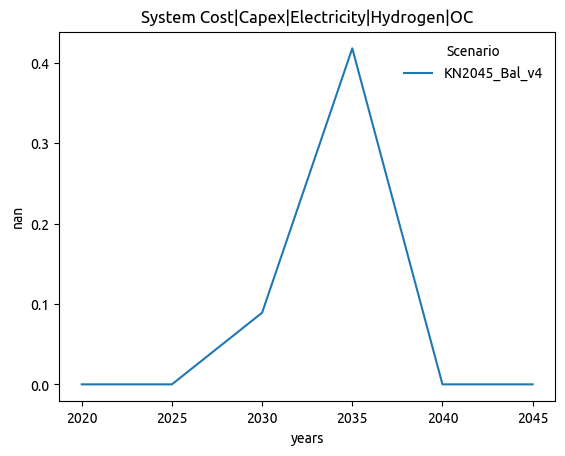 System Cost|Capex|Electricity|Hydrogen|OC
Scenario
KN2045_Bal_v4
nan
0.4
0.3
0.2
0.1
0.0
2020 2025 2030 2035 2040 2045
years